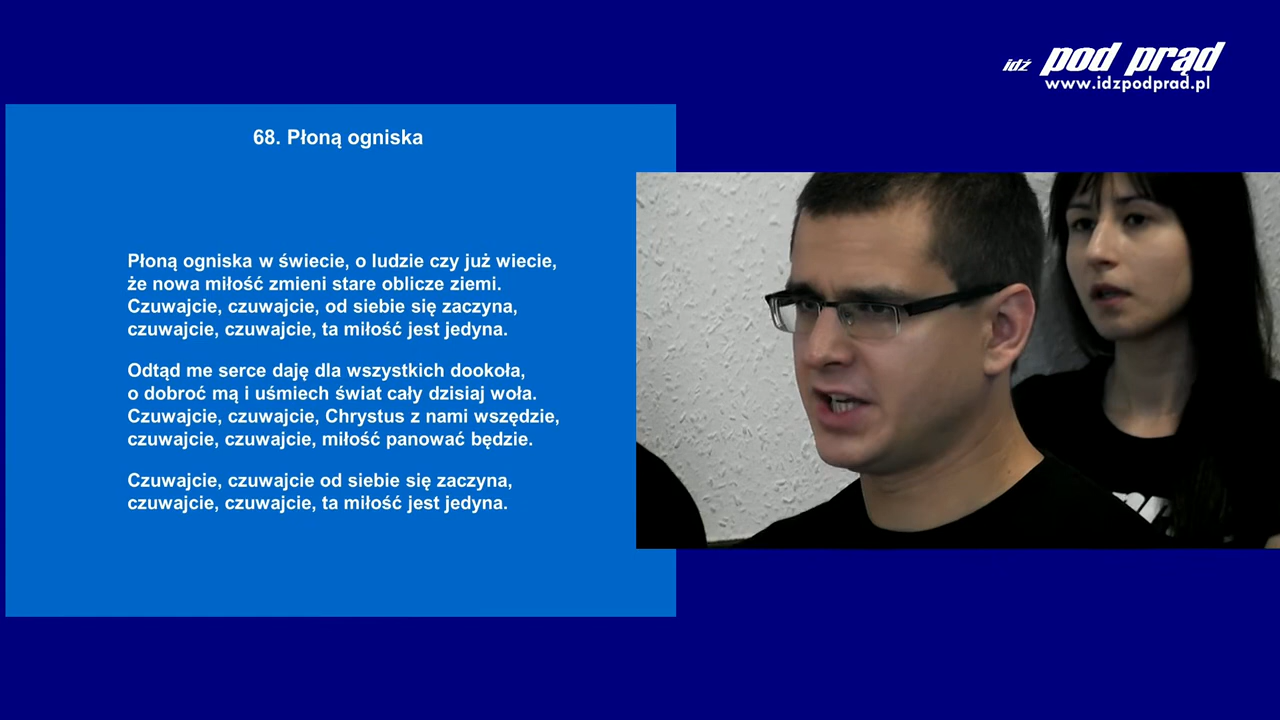 idź pod prąd
www.idzpodprad.pl
68. Płoną ogniska
Płoną ogniska w świecie, o ludzie czy już wiecie,
że nowa miłość zmieni stare oblicze ziemi.
Czuwajcie, czuwajcie, od siebie się zaczyna,
czuwajcie, czuwajcie, ta miłość jest jedyna.
Odtąd me serce daję dla wszystkich dookoła,
o dobroć mą i uśmiech świat cały dzisiaj woła.
Czuwajcie, czuwajcie, Chrystus z nami wszędzie,
czuwajcie, czuwajcie, miłość panować będzie.
Czuwajcie, czuwajcie od siebie się zaczyna,
czuwajcie, czuwajcie, ta miłość jest jedyna.